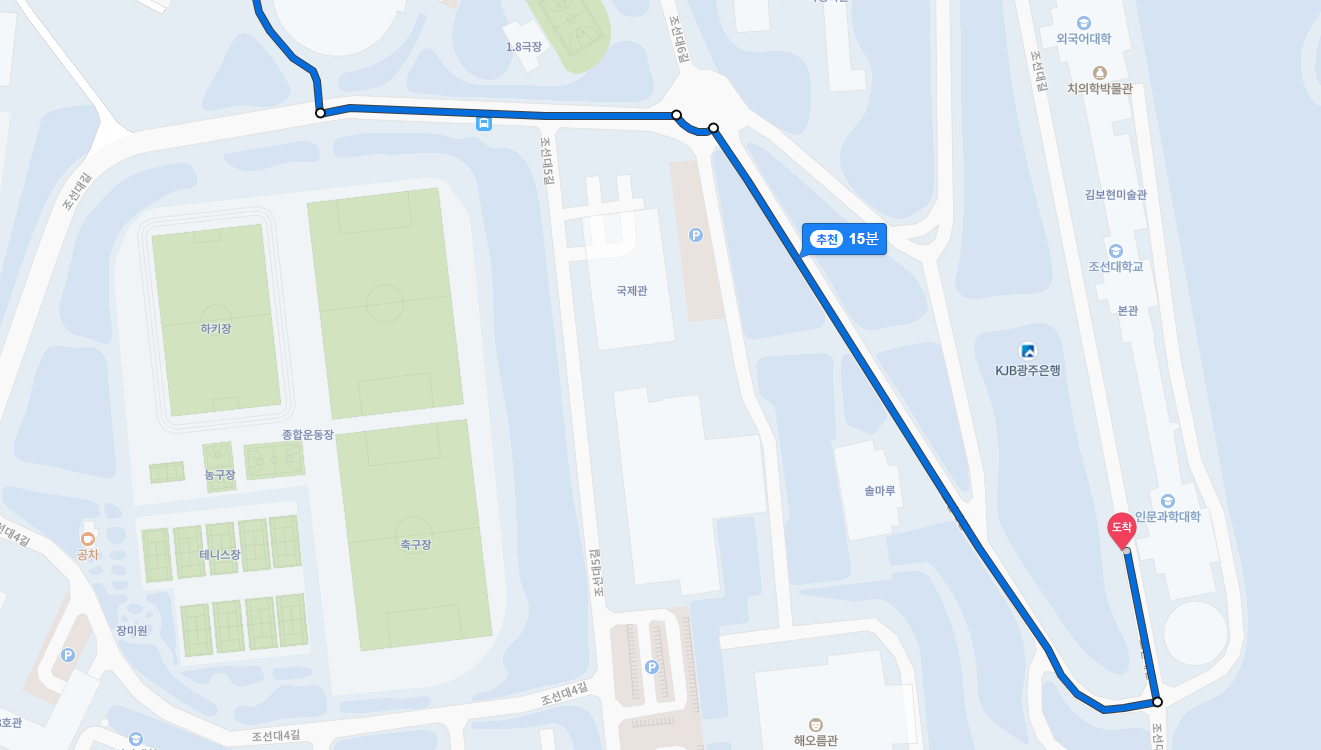 조선대6길
1.8극장
외국어대학
조선대길
치의학박물관
조선대길
조선대5길
김보현미술관
P
추천 15분
조선대학교
국제관
본관
하키장
KJB광주은행
종합운동장
농구장
솔마루
인문과학대학
도착
공차
테니스장
축구장
조선대5길
장미원
P
P
조선대4길
조선대4길
해오름관